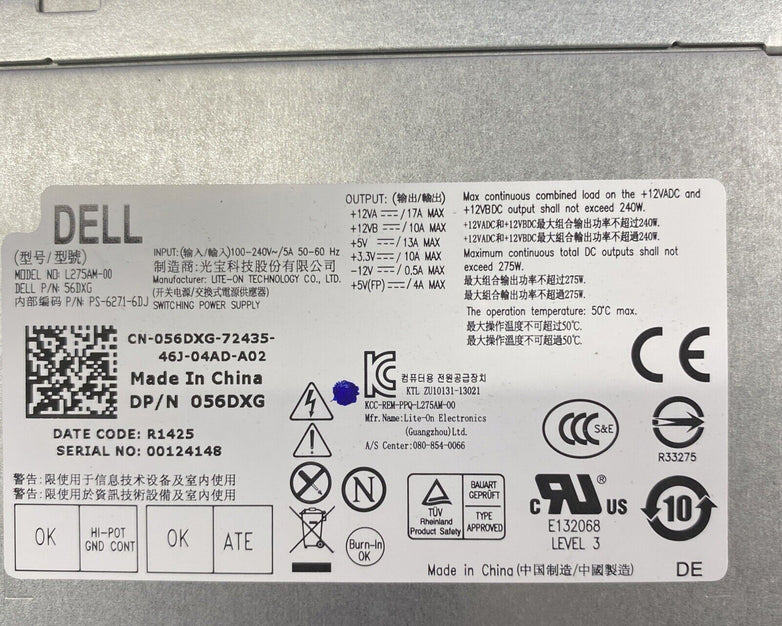 DELL
(型号/型號)
MODEL NO: L275AM-00
DELL P/N: 56DXG
内部编码 P/N: PS-6271-6DJ
INPUT: (输入/輸入)100-240V~/5A 50-60 Hz
制造商:光宝科技股份有限公司
Manufacturer: LITE-ON TECHNOLOGY CO., LTD.
(开关电源/交換式電源供應器)
SWITCHING POWER SUPPLY
OUTPUT: (输出/輸出)
+12VA ⎓/17A MAX
+12VB ⎓/10A MAX
+5V ⎓/13A MAX
+3.3V ⎓/10A MAX
-12V ⎓/0.5A MAX
+5V(FP) ⎓/4A MAX
Max continuous combined load on the +12VADC and
+12VBDC output shall not exceed 240W.
+12VADC和+12VBDC最大组合输出功率不超过240W.
+12VADC和+12VBDC最大組合輸出功率不超過240W.
Maximum continuous total DC outputs shall not
exceed 275W.
最大组合输出功率不超过275W.
最大組合輸出功率不超過275W.
The operation temperature: 50°C max.
最大操作温度不可超过50°C.
最大操作溫度不可超過50°C.
CN-056DXG-72435-
46J-04AD-A02
Made In China
DP/N 056DXG
DATE CODE: R1425
SERIAL NO: 00124148
警告:限使用于信息技术设备及室内使用
警告:限使用於資訊技術設備及室內使用
OK
HI-POT
GND CONT
OK
ATE
컴퓨터용 전원공급장치
KTL ZU10131-13021
KCC-REM-PPQ-L275AM-00
Mfr.Name:Lite-On Electronics
(Guangzhou)Ltd.
A/S Center:080-854-0066
N
Burn-In
OK
TÜV
Rheinland
Product Safety
BAUART
GEPRÜFT
TYPE
APPROVED
CE
CCC S&E
R33275
c RU ® US
E132068
LEVEL 3
10
Made in China(中国制造/中國製造)
DE